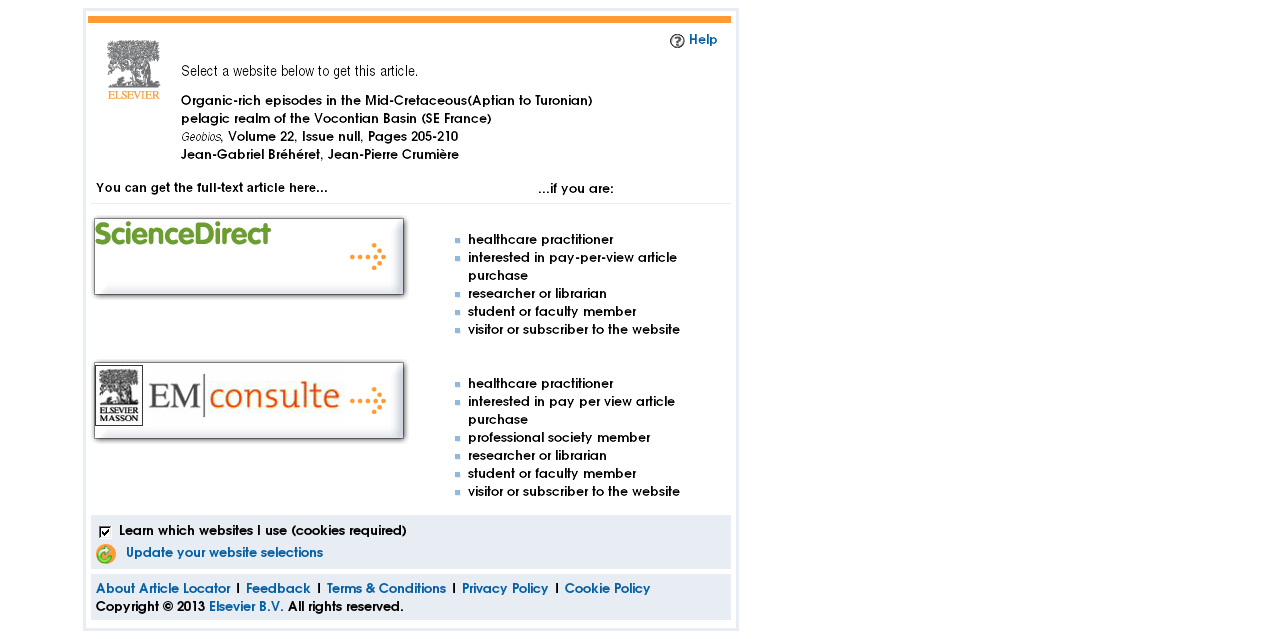 Help
ELSEVIER
Select a website below to get this article.
Organic-rich episodes in the Mid-Cretaceous(Aptian to Turonian)
pelagic realm of the Vocontian Basin (SE France)
Geobios, Volume 22, Issue null, Pages 205-210
Jean-Gabriel Bréhéret, Jean-Pierre Crumière
You can get the full-text article here...
...if you are:
ScienceDirect
healthcare practitioner
interested in pay-per-view article
purchase
researcher or librarian
student or faculty member
visitor or subscriber to the website
ELSEVIER
MASSON
EM|consulte
healthcare practitioner
interested in pay per view article
purchase
professional society member
researcher or librarian
student or faculty member
visitor or subscriber to the website
Learn which websites I use (cookies required)
Update your website selections
About Article Locator | Feedback | Terms & Conditions | Privacy Policy | Cookie Policy
Copyright © 2013 Elsevier B.V. All rights reserved.